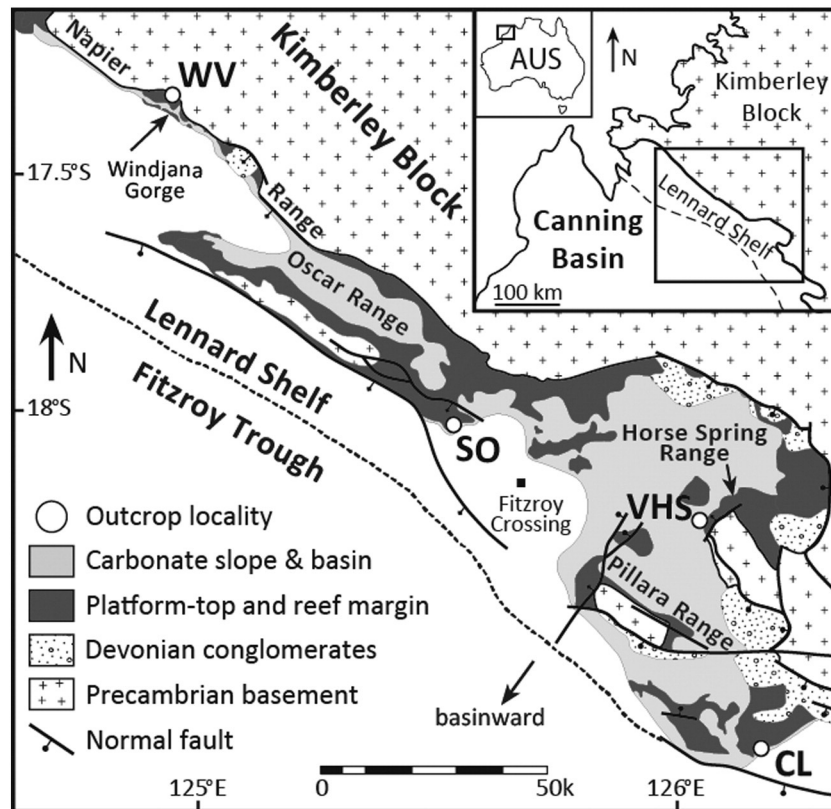 Napier
WV
Windjana
Gorge
Range
Kimberley Block
AUS
N
Kimberley
Block
Lennard Shelf
Canning
Basin
100 km
17.5°S
Oscar Range
N
Lennard Shelf
Fitzroy Trough
18°S
SO
Fitzroy
Crossing
Horse Spring
Range
VHS
Pillara Range
basinward
CL
Outcrop locality
Carbonate slope & basin
Platform-top and reef margin
Devonian conglomerates
Precambrian basement
Normal fault
0 50k
125°E
126°E